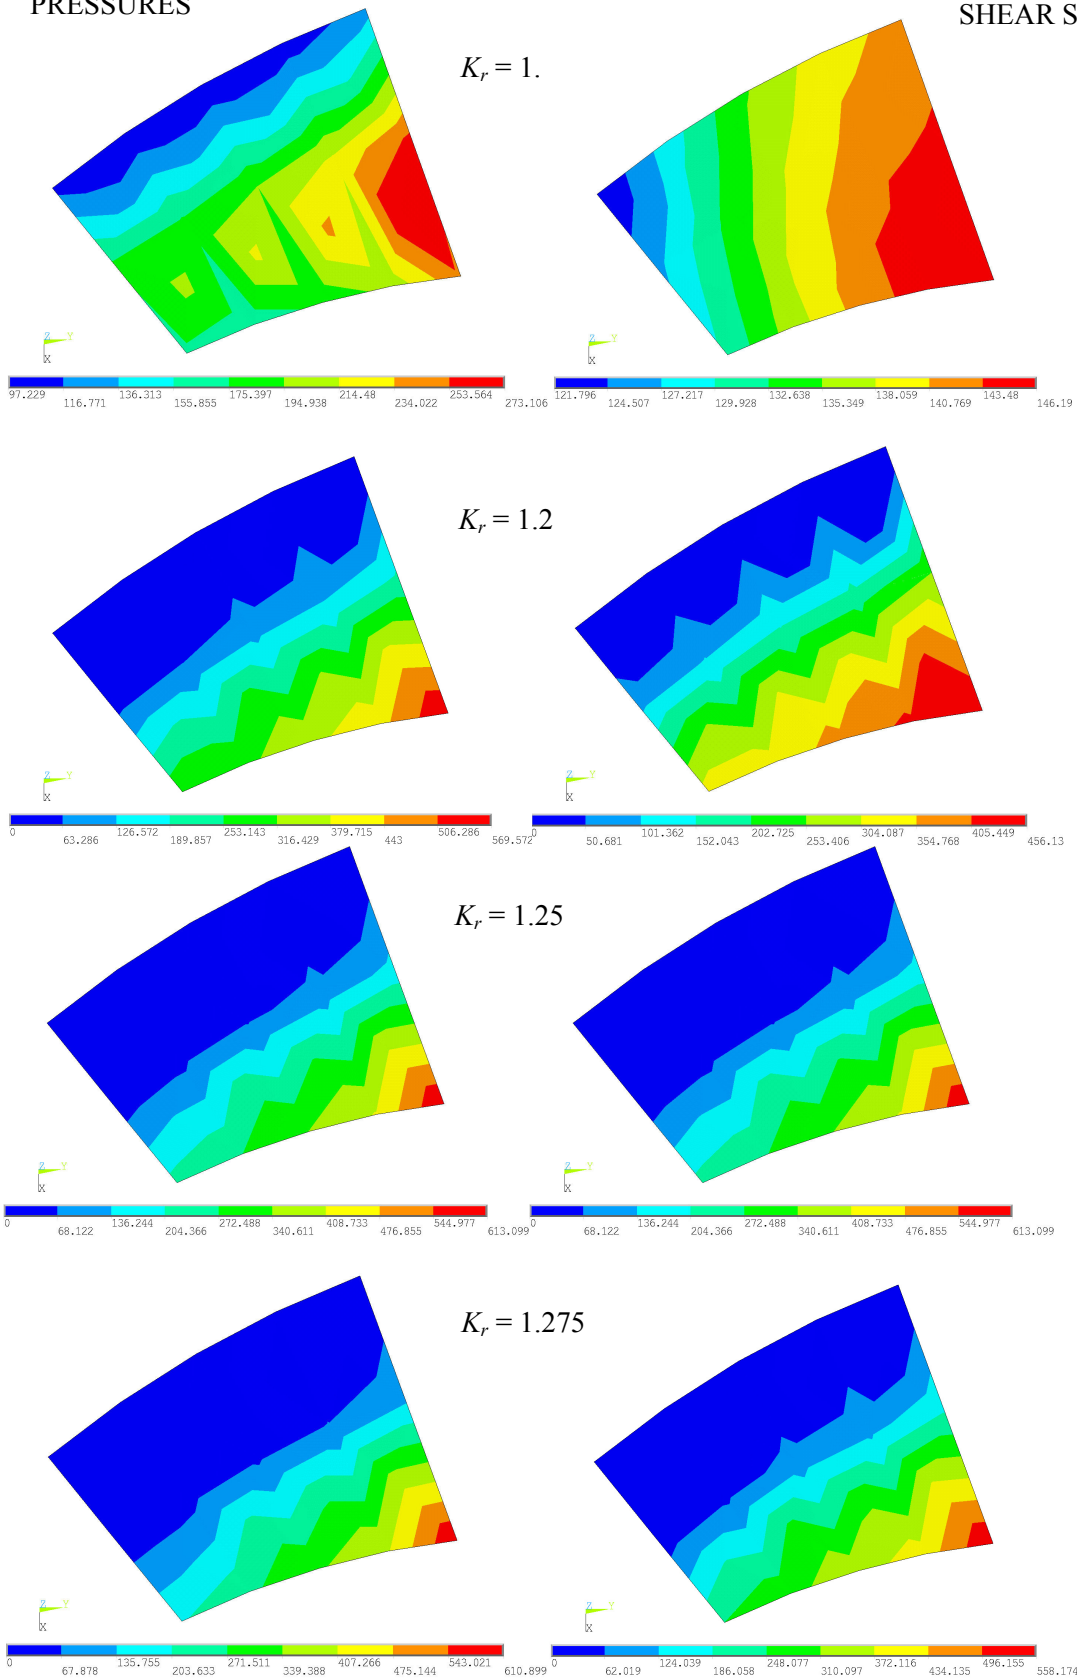 PRESSURES
SHEAR S
Kr = 1.
Z Y
X
Z Y
X
97.229 136.313 175.397 214.48 253.564
116.771 155.855 194.938 234.022 273.106
121.796 127.217 132.638 138.059 143.48
124.507 129.928 135.349 140.769 146.19
Kr = 1.2
Z Y
X
Z Y
X
0 126.572 253.143 379.715 506.286
63.286 189.857 316.429 443 569.572
0 101.362 202.725 304.087 405.449
50.681 152.043 253.406 354.768 456.13
Kr = 1.25
Z Y
X
Z Y
X
0 136.244 272.488 408.733 544.977
68.122 204.366 340.611 476.855 613.099
0 136.244 272.488 408.733 544.977
68.122 204.366 340.611 476.855 613.099
Kr = 1.275
Z Y
X
Z Y
X
0 135.755 271.511 407.266 543.021
67.878 203.633 339.388 475.144 610.899
0 124.039 248.077 372.116 496.155
62.019 186.058 310.097 434.135 558.174